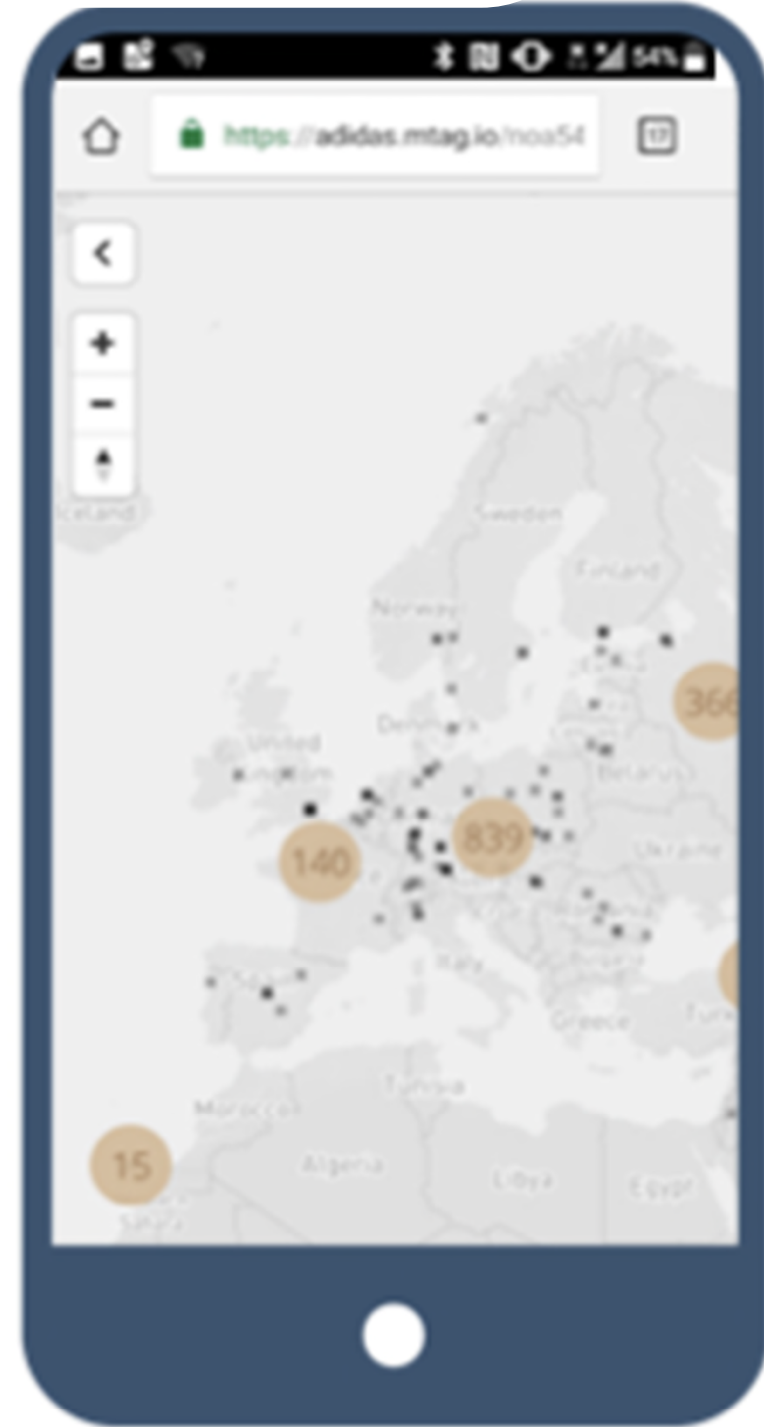 54%
https://adidas.mtag.io/noa54
17
Iceland
Sweden
Finland
Norway
366
Denmark
United
Kingdom
Belarus
839
140
Ukraine
Italy
Greece
Tunisia
Morocco
15
Algeria
Libya
Egypt
Sahara